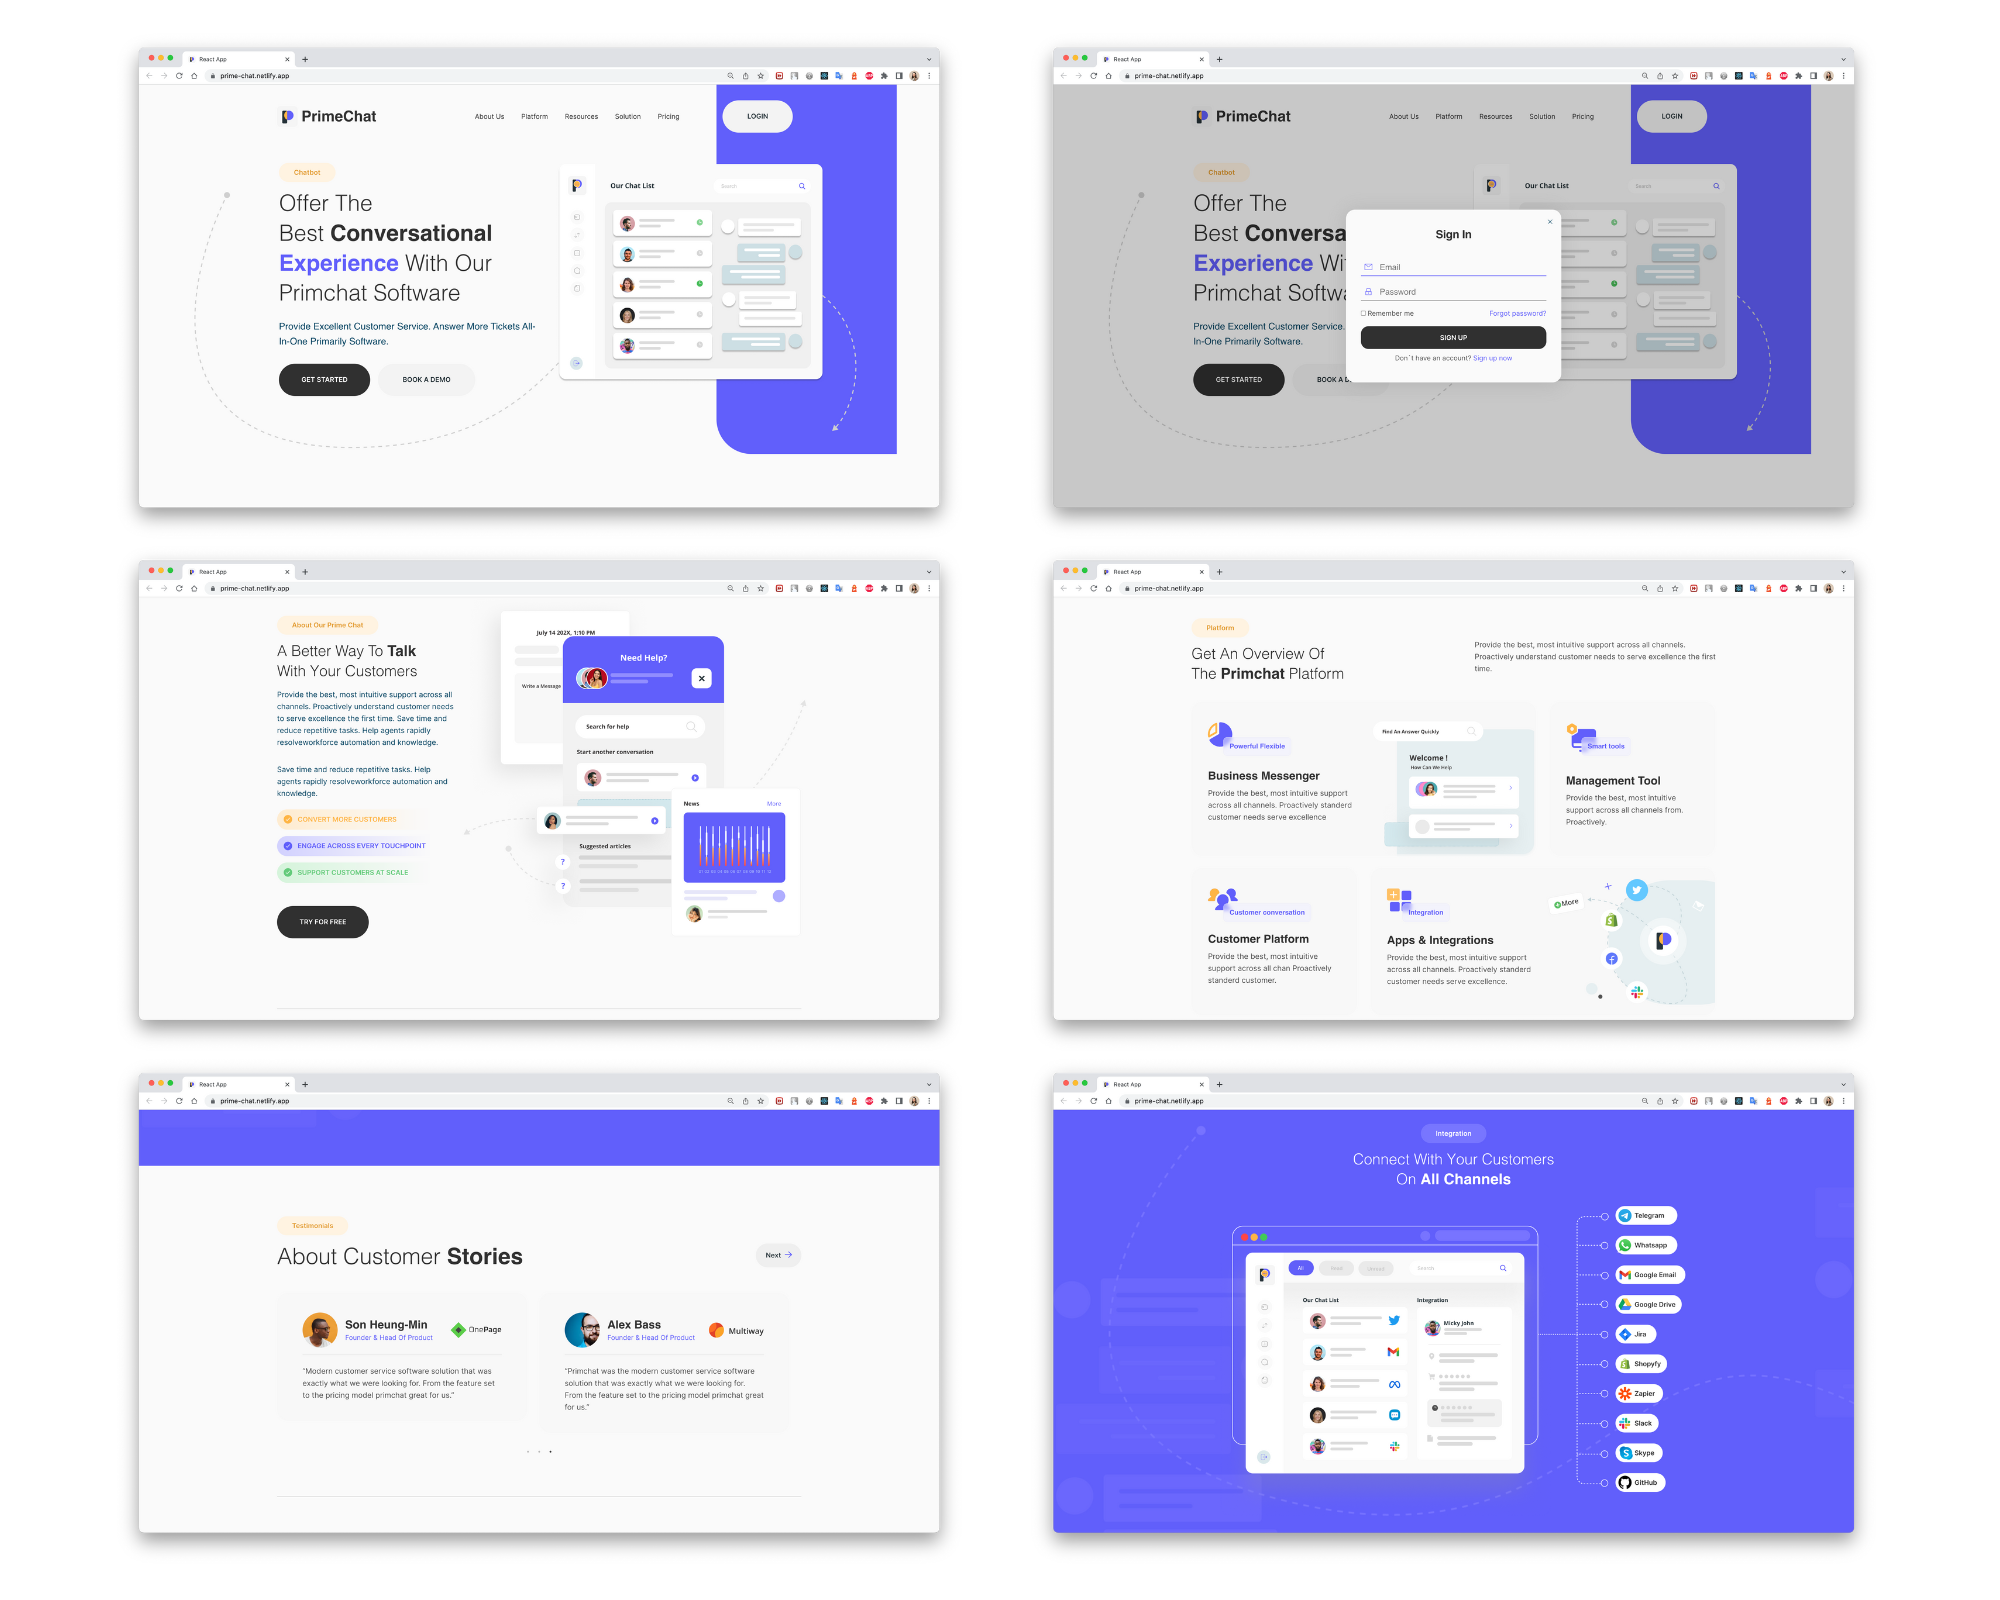 React App
prime-chat.netlify.app
PrimeChat
About Us
Platform
Resources
Solution
Pricing
LOGIN
Chatbot
Offer The
Best Conversational
Experience With Our
Primchat Software
Provide Excellent Customer Service. Answer More Tickets All-
In-One Primarily Software.
GET STARTED
BOOK A DEMO
Our Chat List
Search
React App
prime-chat.netlify.app
PrimeChat
About Us
Platform
Resources
Solution
Pricing
LOGIN
Chatbot
Offer The
Best Conversa
Experience Wi
Primchat Softw
Provide Excellent Customer Service.
In-One Primarily Software.
GET STARTED
BOOK A D
Our Chat List
Search
Sign In
Email
Password
Remember me
Forgot password?
SIGN UP
Don`t have an account? Sign up now
React App
prime-chat.netlify.app
About Our Prime Chat
A Better Way To Talk
With Your Customers
Provide the best, most intuitive support across all
channels. Proactively understand customer needs
to serve excellence the first time. Save time and
reduce repetitive tasks. Help agents rapidly
resolveworkforce automation and knowledge.
Save time and reduce repetitive tasks. Help
agents rapidly resolveworkforce automation and
knowledge.
CONVERT MORE CUSTOMERS
ENGAGE ACROSS EVERY TOUCHPOINT
SUPPORT CUSTOMERS AT SCALE
TRY FOR FREE
July 14 202X, 1:10 PM
Write a Message
Need Help?
Search for help
Start another conversation
Suggested articles
?
?
News
More
01 02 03 04 05 06 07 08 09 10 11 12
React App
prime-chat.netlify.app
Platform
Get An Overview Of
The Primchat Platform
Provide the best, most intuitive support across all channels.
Proactively understand customer needs to serve excellence the first
time.
Powerful Flexible
Business Messenger
Provide the best, most intuitive support
across all channels. Proactively standerd
customer needs serve excellence
Find An Answer Quickly
Welcome !
How Can We Help
Smart tools
Management Tool
Provide the best, most intuitive
support across all channels from.
Proactively.
Customer conversation
Customer Platform
Provide the best, most intuitive
support across all chan Proactively
standerd customer.
Integration
Apps & Integrations
Provide the best, most intuitive support
across all channels. Proactively standerd
customer needs serve excellence.
More
React App
prime-chat.netlify.app
Testimonials
About Customer Stories
Next
Son Heung-Min
Founder & Head Of Product
OnePage
"Modern customer service software solution that was
exactly what we were looking for. From the feature set
to the pricing model primchat great for us."
Alex Bass
Founder & Head Of Product
Multiway
"Primchat was the modern customer service software
solution that was exactly what we were looking for.
From the feature set to the pricing model primchat great
for us."
React App
prime-chat.netlify.app
Integration
Connect With Your Customers
On All Channels
All
Read
Unread
Search
Our Chat List
Integration
Micky john
Telegram
Whatsapp
Google Email
Google Drive
Jira
Shopyfy
Zapier
Slack
Skype
GitHub